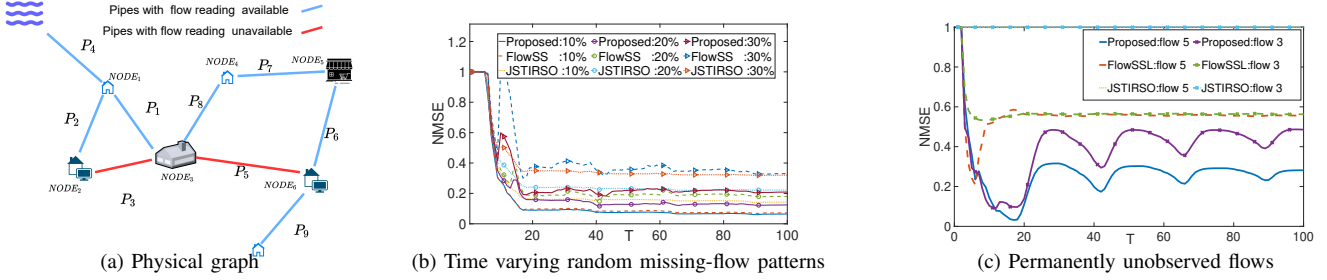 Pipes with flow reading available
Pipes with flow reading unavailable
P4
NODE1
P2
P1
NODE4
P7
NODE5
P8
P6
NODE2
P3
NODE3
P5
NODE6
P9
(a) Physical graph
NMSE
1.2
1
0.8
0.6
0.4
0.2
0
Proposed:10% Proposed:20% Proposed:30%
FlowSS :10% FlowSS :20% FlowSS :30%
JSTIRSO :10% JSTIRSO :20% JSTIRSO :30%
0 20 40 60 80 100
T
(b) Time varying random missing-flow patterns
NMSE
1
0.8
0.6
0.4
0.2
0
Proposed:flow 5 Proposed:flow 3
FlowSSL:flow 5 FlowSSL:flow 3
JSTIRSO:flow 5 JSTIRSO:flow 3
0 20 40 60 80 100
T
(c) Permanently unobserved flows